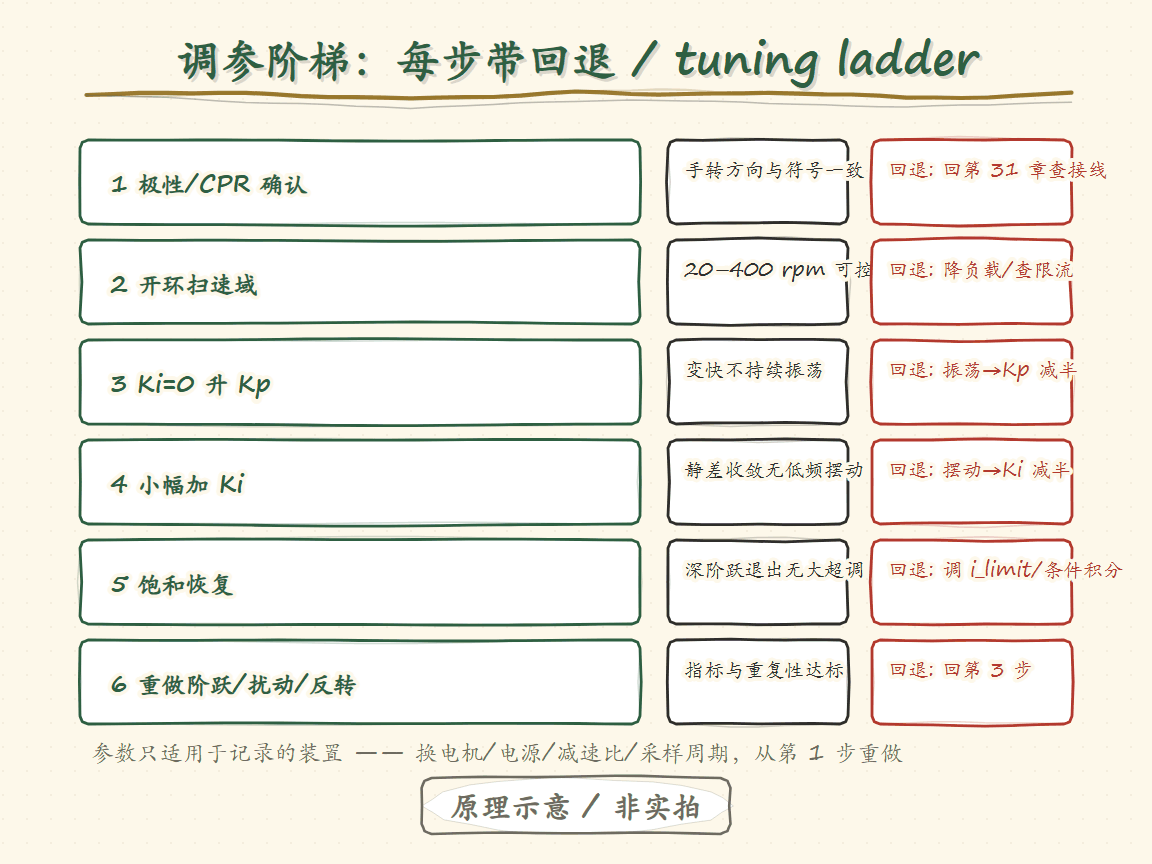 调参阶梯：每步带回退 / tuning ladder
1 极性/CPR 确认
手转方向与符号一致
回退: 回第 31 章查接线
2 开环扫速域
20–400 rpm 可控
回退: 降负载/查限流
3 Ki=0 升 Kp
变快不持续振荡
回退: 振荡→Kp 减半
4 小幅加 Ki
静差收敛无低频摆动
回退: 摆动→Ki 减半
5 饱和恢复
深阶跃退出无大超调
回退: 调 i_limit/条件积分
6 重做阶跃/扰动/反转
指标与重复性达标
回退: 回第 3 步
参数只适用于记录的装置 —— 换电机/电源/减速比/采样周期，从第 1 步重做
原理示意 / 非实拍